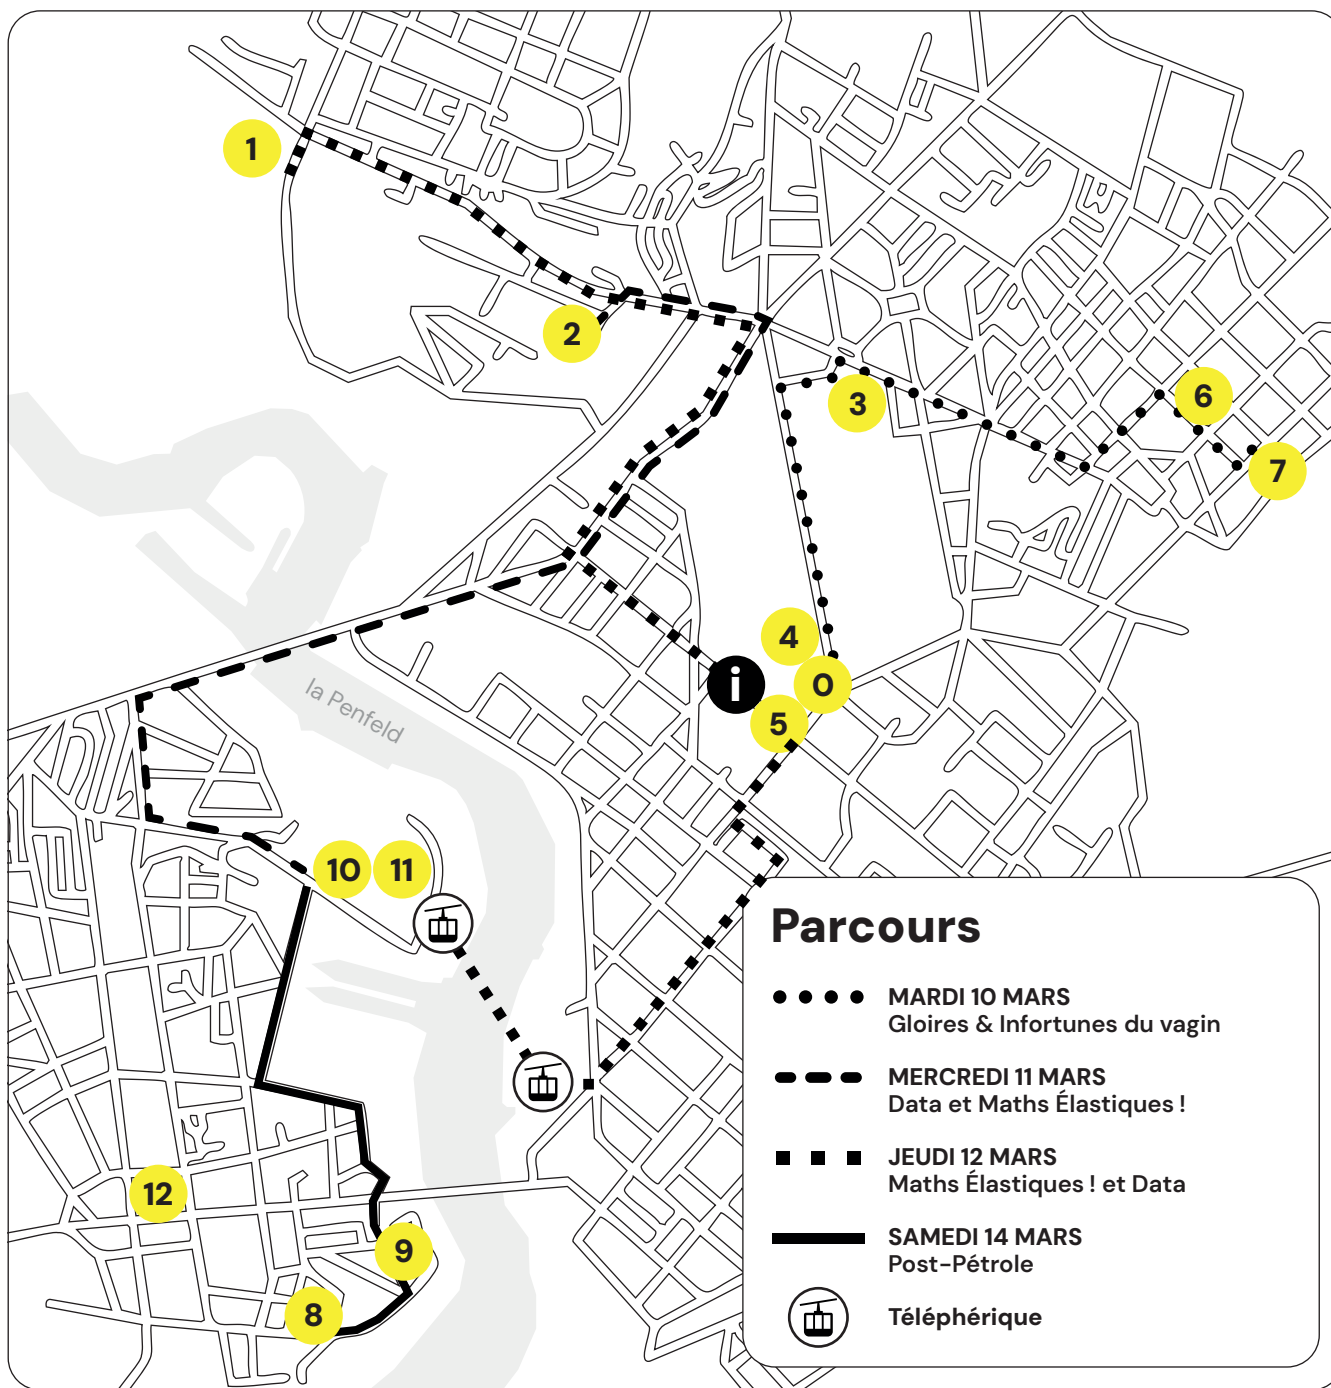 1
2
3
6
7
4
i
0
5
la Penfeld
10
11
12
9
8
Parcours
MARDI 10 MARS
Gloires & Infortunes du vagin
MERCREDI 11 MARS
Data et Maths Élastiques !
JEUDI 12 MARS
Maths Élastiques ! et Data
SAMEDI 14 MARS
Post-Pétrole
Téléphérique